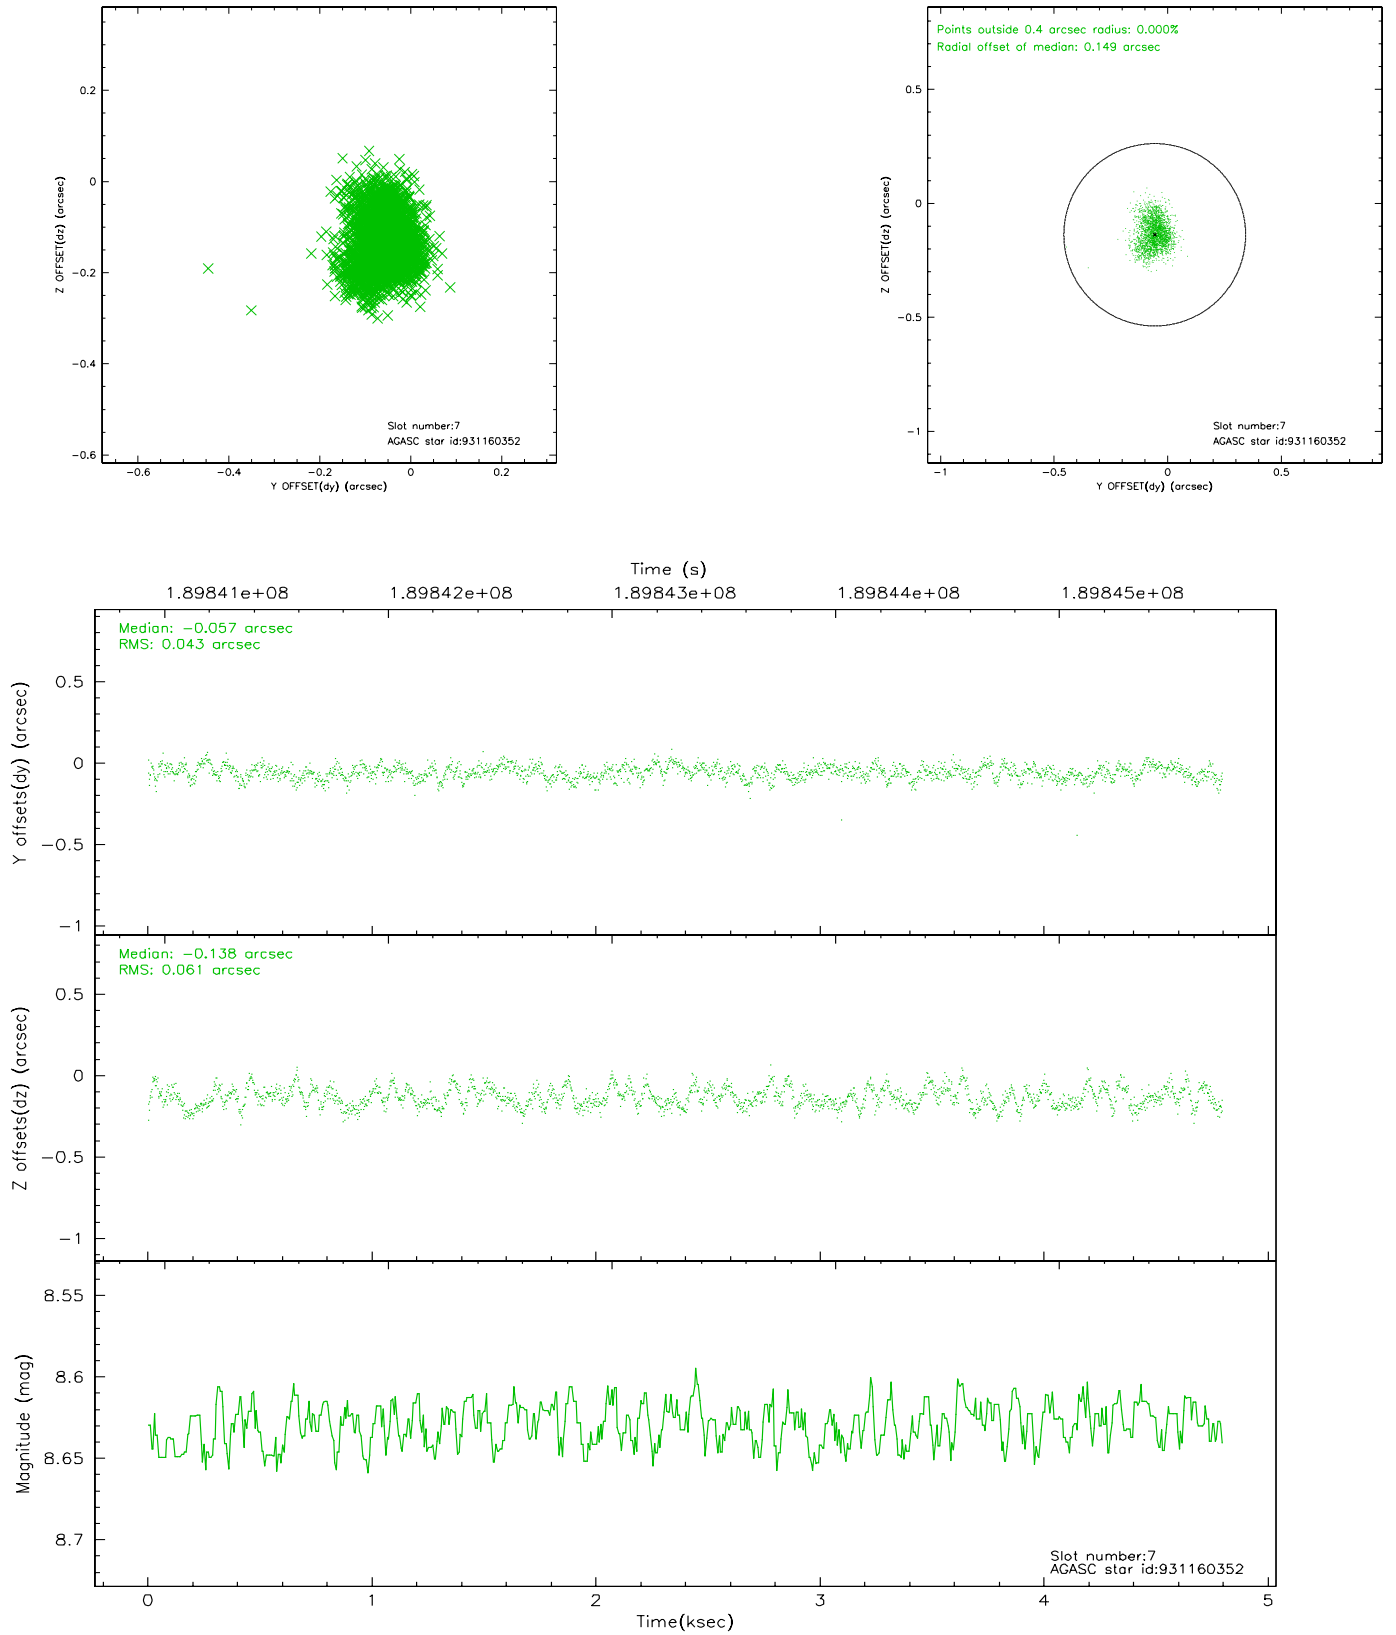 0.2
0
−0.2
−0.4
−0.6
Z OFFSET(dz) (arcsec)
Slot number:7
AGASC star id:931160352
−0.6
−0.4
−0.2
0
0.2
Y OFFSET(dy) (arcsec)
Points outside 0.4 arcsec radius: 0.000%
Radial offset of median: 0.149 arcsec
0.5
0
−0.5
−1
Z OFFSET(dz) (arcsec)
Slot number:7
AGASC star id:931160352
−1
−0.5
0
0.5
Y OFFSET(dy) (arcsec)
Time (s)
1.89841e+08
1.89842e+08
1.89843e+08
1.89844e+08
1.89845e+08
Median: −0.057 arcsec
RMS: 0.043 arcsec
0.5
0
−0.5
−1
Y offsets(dy) (arcsec)
Median: −0.138 arcsec
RMS: 0.061 arcsec
0.5
0
−0.5
−1
Z offsets(dz) (arcsec)
8.55
8.6
8.65
8.7
Magnitude (mag)
Slot number:7
AGASC star id:931160352
0
1
2
3
4
5
Time(ksec)